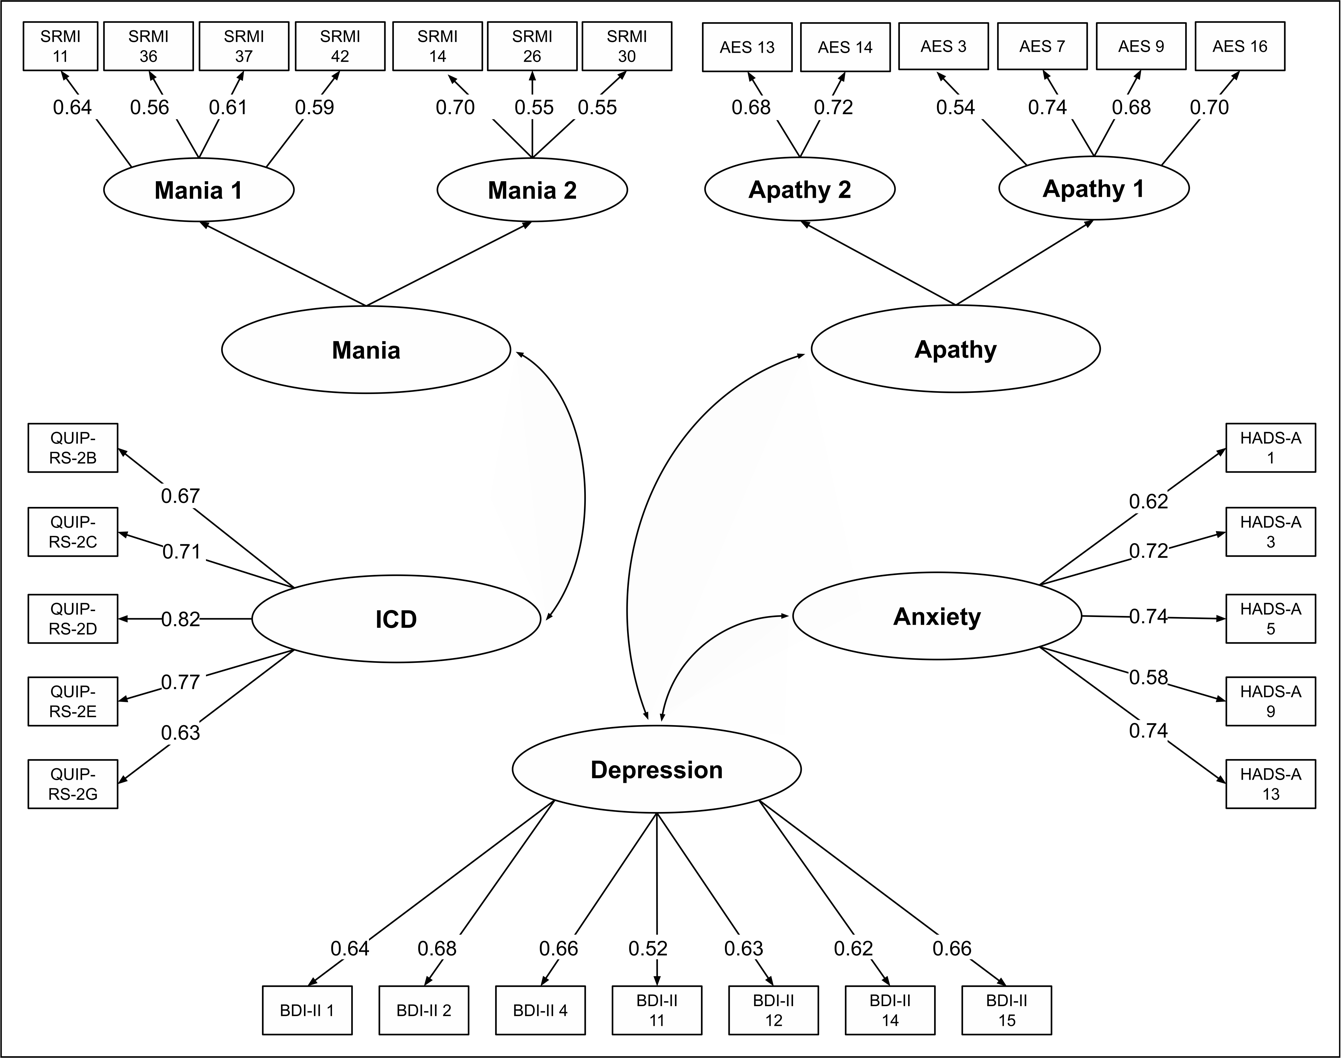 SRMI
11
SRMI
36
SRMI
37
SRMI
42
SRMI
14
SRMI
26
SRMI
30
AES 13
AES 14
AES 3
AES 7
AES 9
AES 16
0.64
0.56
0.61
0.59
0.70
0.55
0.55
0.68
0.72
0.54
0.74
0.68
0.70
Mania 1
Mania 2
Apathy 2
Apathy 1
Mania
Apathy
QUIP-
RS-2B
QUIP-
RS-2C
QUIP-
RS-2D
QUIP-
RS-2E
QUIP-
RS-2G
0.67
0.71
0.82
0.77
0.63
ICD
Anxiety
0.62
0.72
0.74
0.58
0.74
HADS-A
1
HADS-A
3
HADS-A
5
HADS-A
9
HADS-A
13
Depression
0.64
0.68
0.66
0.52
0.63
0.62
0.66
BDI-II 1
BDI-II 2
BDI-II 4
BDI-II
11
BDI-II
12
BDI-II
14
BDI-II
15